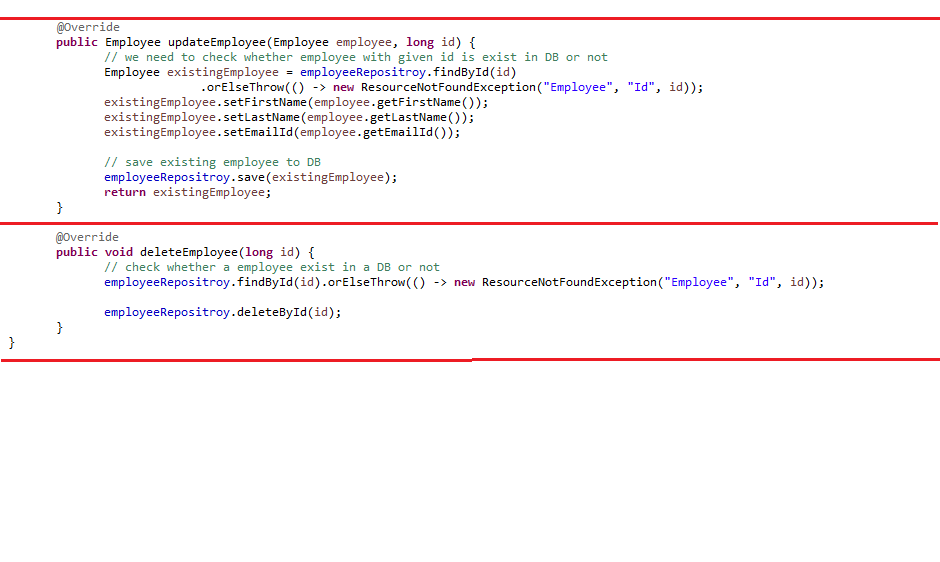 @Override
public Employee updateEmployee(Employee employee, long id) {
// we need to check whether employee with given id is exist in DB or not
Employee existingEmployee = employeeRepositroy.findById(id)
.orElseThrow(() -> new ResourceNotFoundException("Employee", "Id", id));
existingEmployee.setFirstName(employee.getFirstName());
existingEmployee.setLastName(employee.getLastName());
existingEmployee.setEmailId(employee.getEmailId());
// save existing employee to DB
employeeRepositroy.save(existingEmployee);
return existingEmployee;
}
@Override
public void deleteEmployee(long id) {
// check whether a employee exist in a DB or not
employeeRepositroy.findById(id).orElseThrow(() -> new ResourceNotFoundException("Employee", "Id", id));
employeeRepositroy.deleteById(id);
}
}